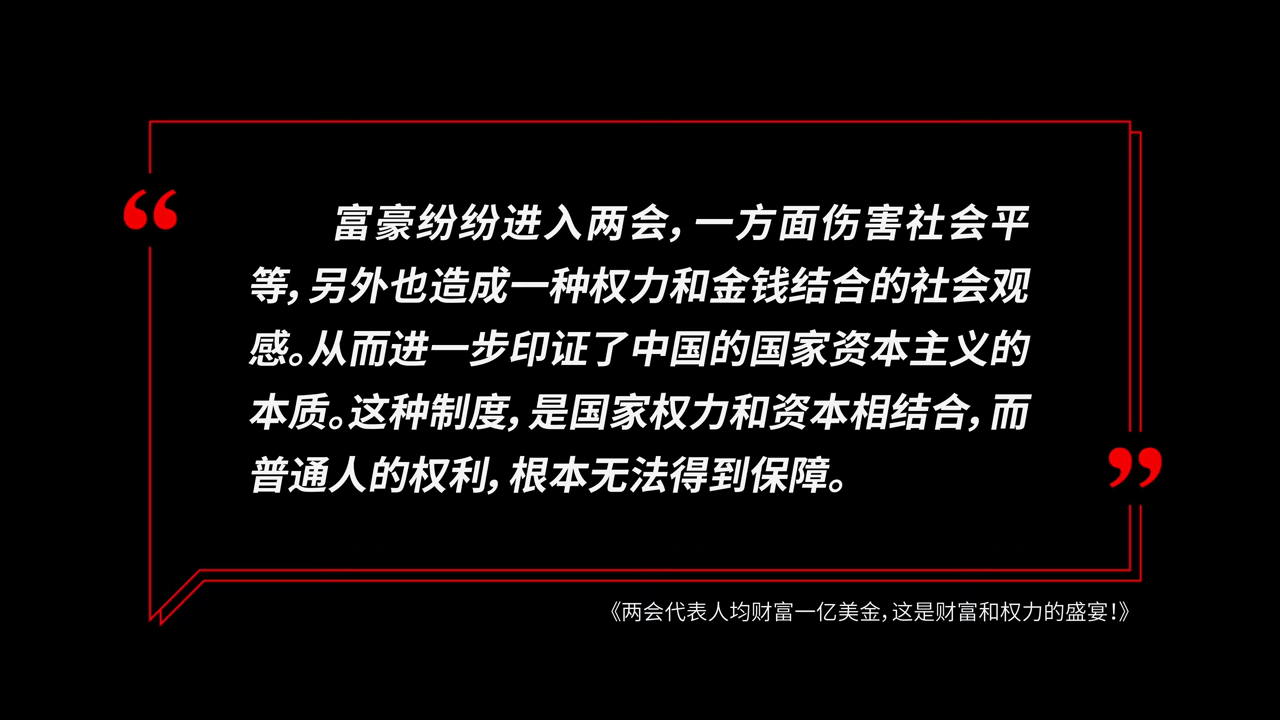 富豪纷纷进入两会，一方面伤害社会平
等，另外也造成一种权力和金钱结合的社会观
感。从而进一步印证了中国的国家资本主义的
本质。这种制度，是国家权力和资本相结合，而
普通人的权利，根本无法得到保障。
《两会代表人均财富一亿美金，这是财富和权力的盛宴！》